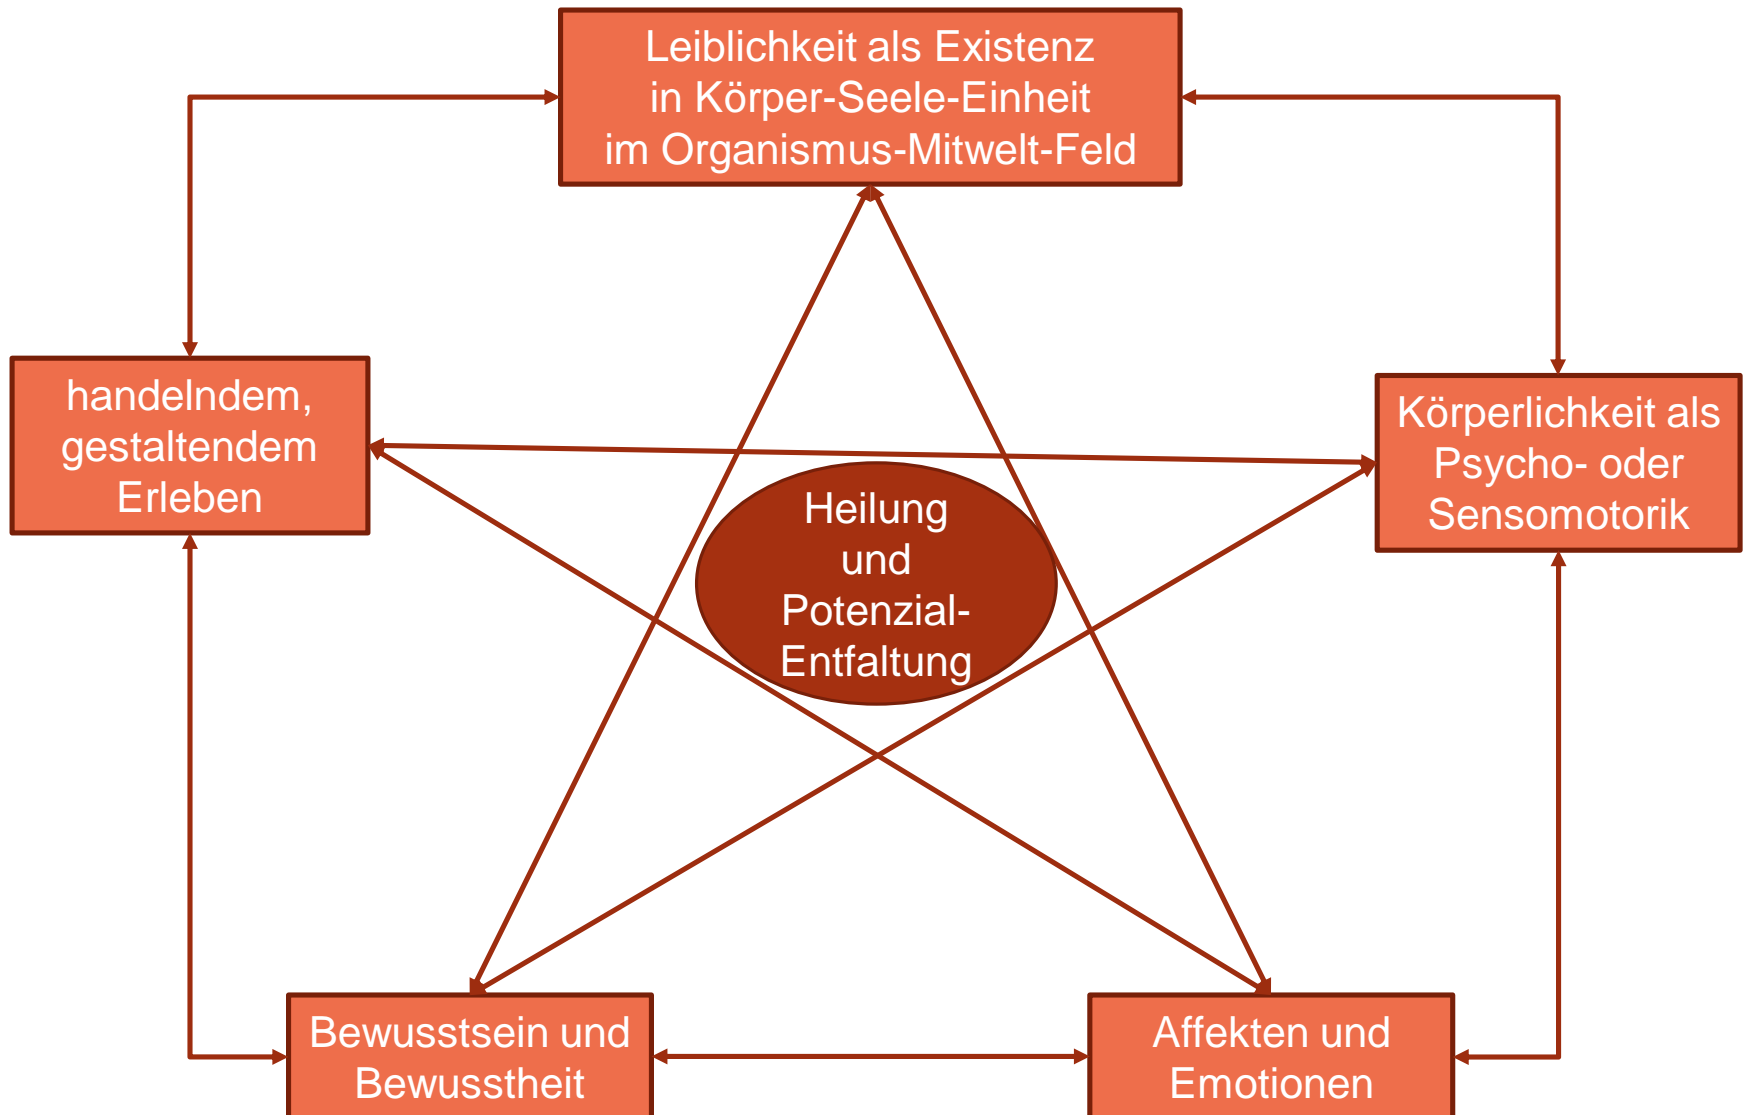 Leiblichkeit als Existenz
in Körper-Seele-Einheit
im Organismus-Mitwelt-Feld
handelndem,
gestaltendem
Erleben
Körperlichkeit als
Psycho- oder
Sensomotorik
Heilung
und
Potenzial-
Entfaltung
Bewusstsein und
Bewusstheit
Affekten und
Emotionen